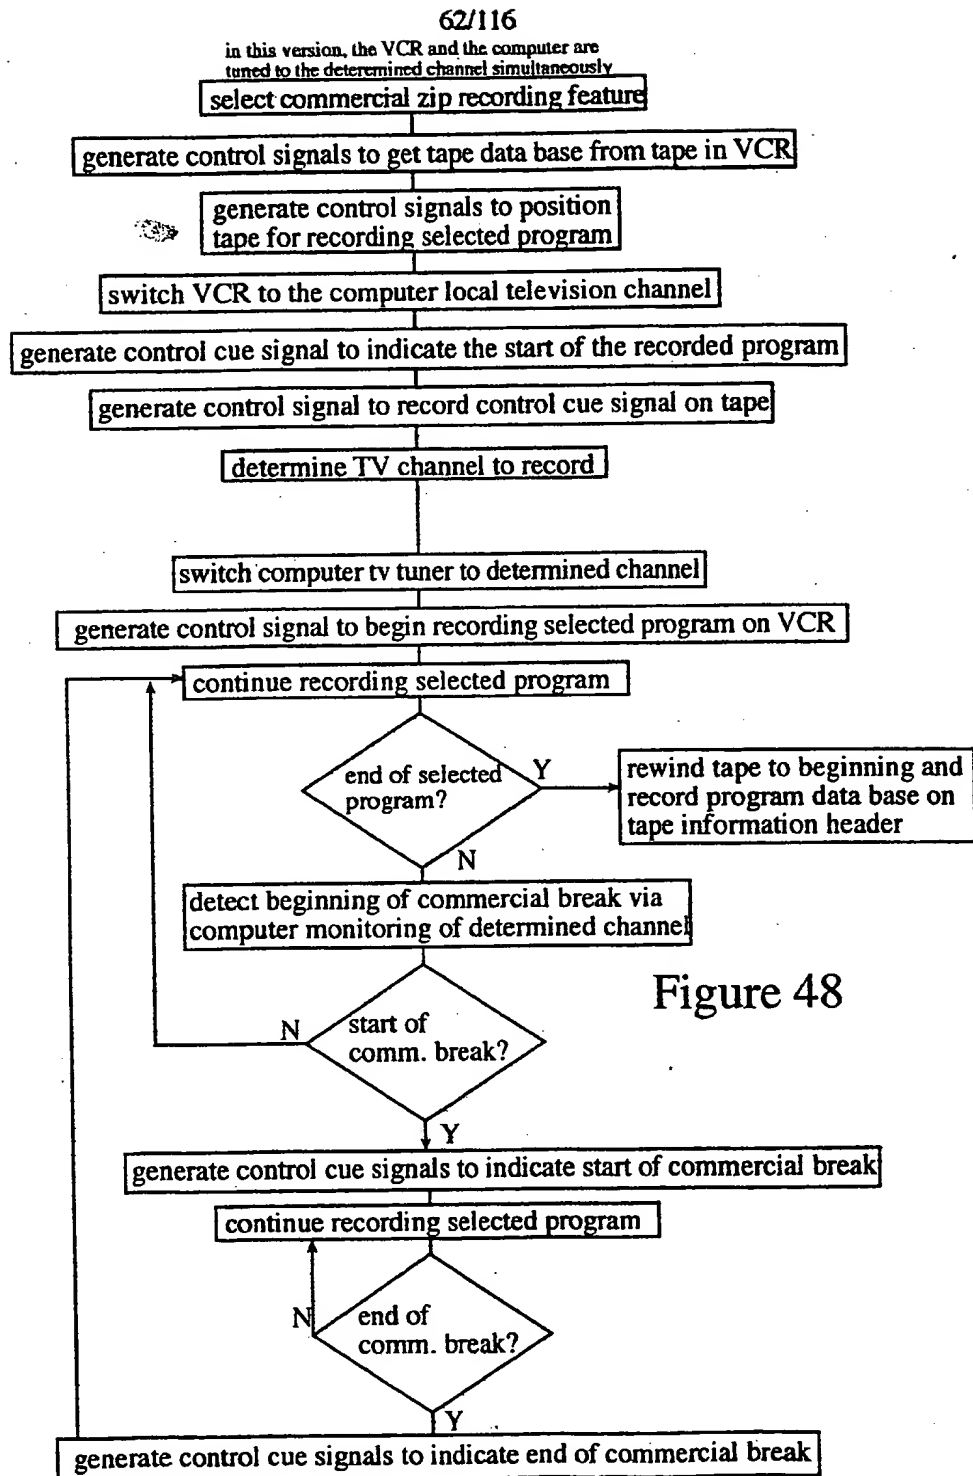 62/116
in this version, the VCR and the computer are
tuned to the deteremined channel simultaneously
select commercial zip recording feature
generate control signals to get tape data base from tape in VCR
generate control signals to position
tape for recording selected program
switch VCR to the computer local television channel
generate control cue signal to indicate the start of the recorded program
generate control signal to record control cue signal on tape
determine TV channel to record
switch computer tv tuner to determined channel
generate control signal to begin recording selected program on VCR
continue recording selected program
end of selected
program?
Y
rewind tape to beginning and
record program data base on
tape information header
N
detect beginning of commercial break via
computer monitoring of determined channel
Figure 48
N
start of
comm. break?
Y
generate control cue signals to indicate start of commercial break
continue recording selected program
N
end of
comm. break?
Y
generate control cue signals to indicate end of commercial break